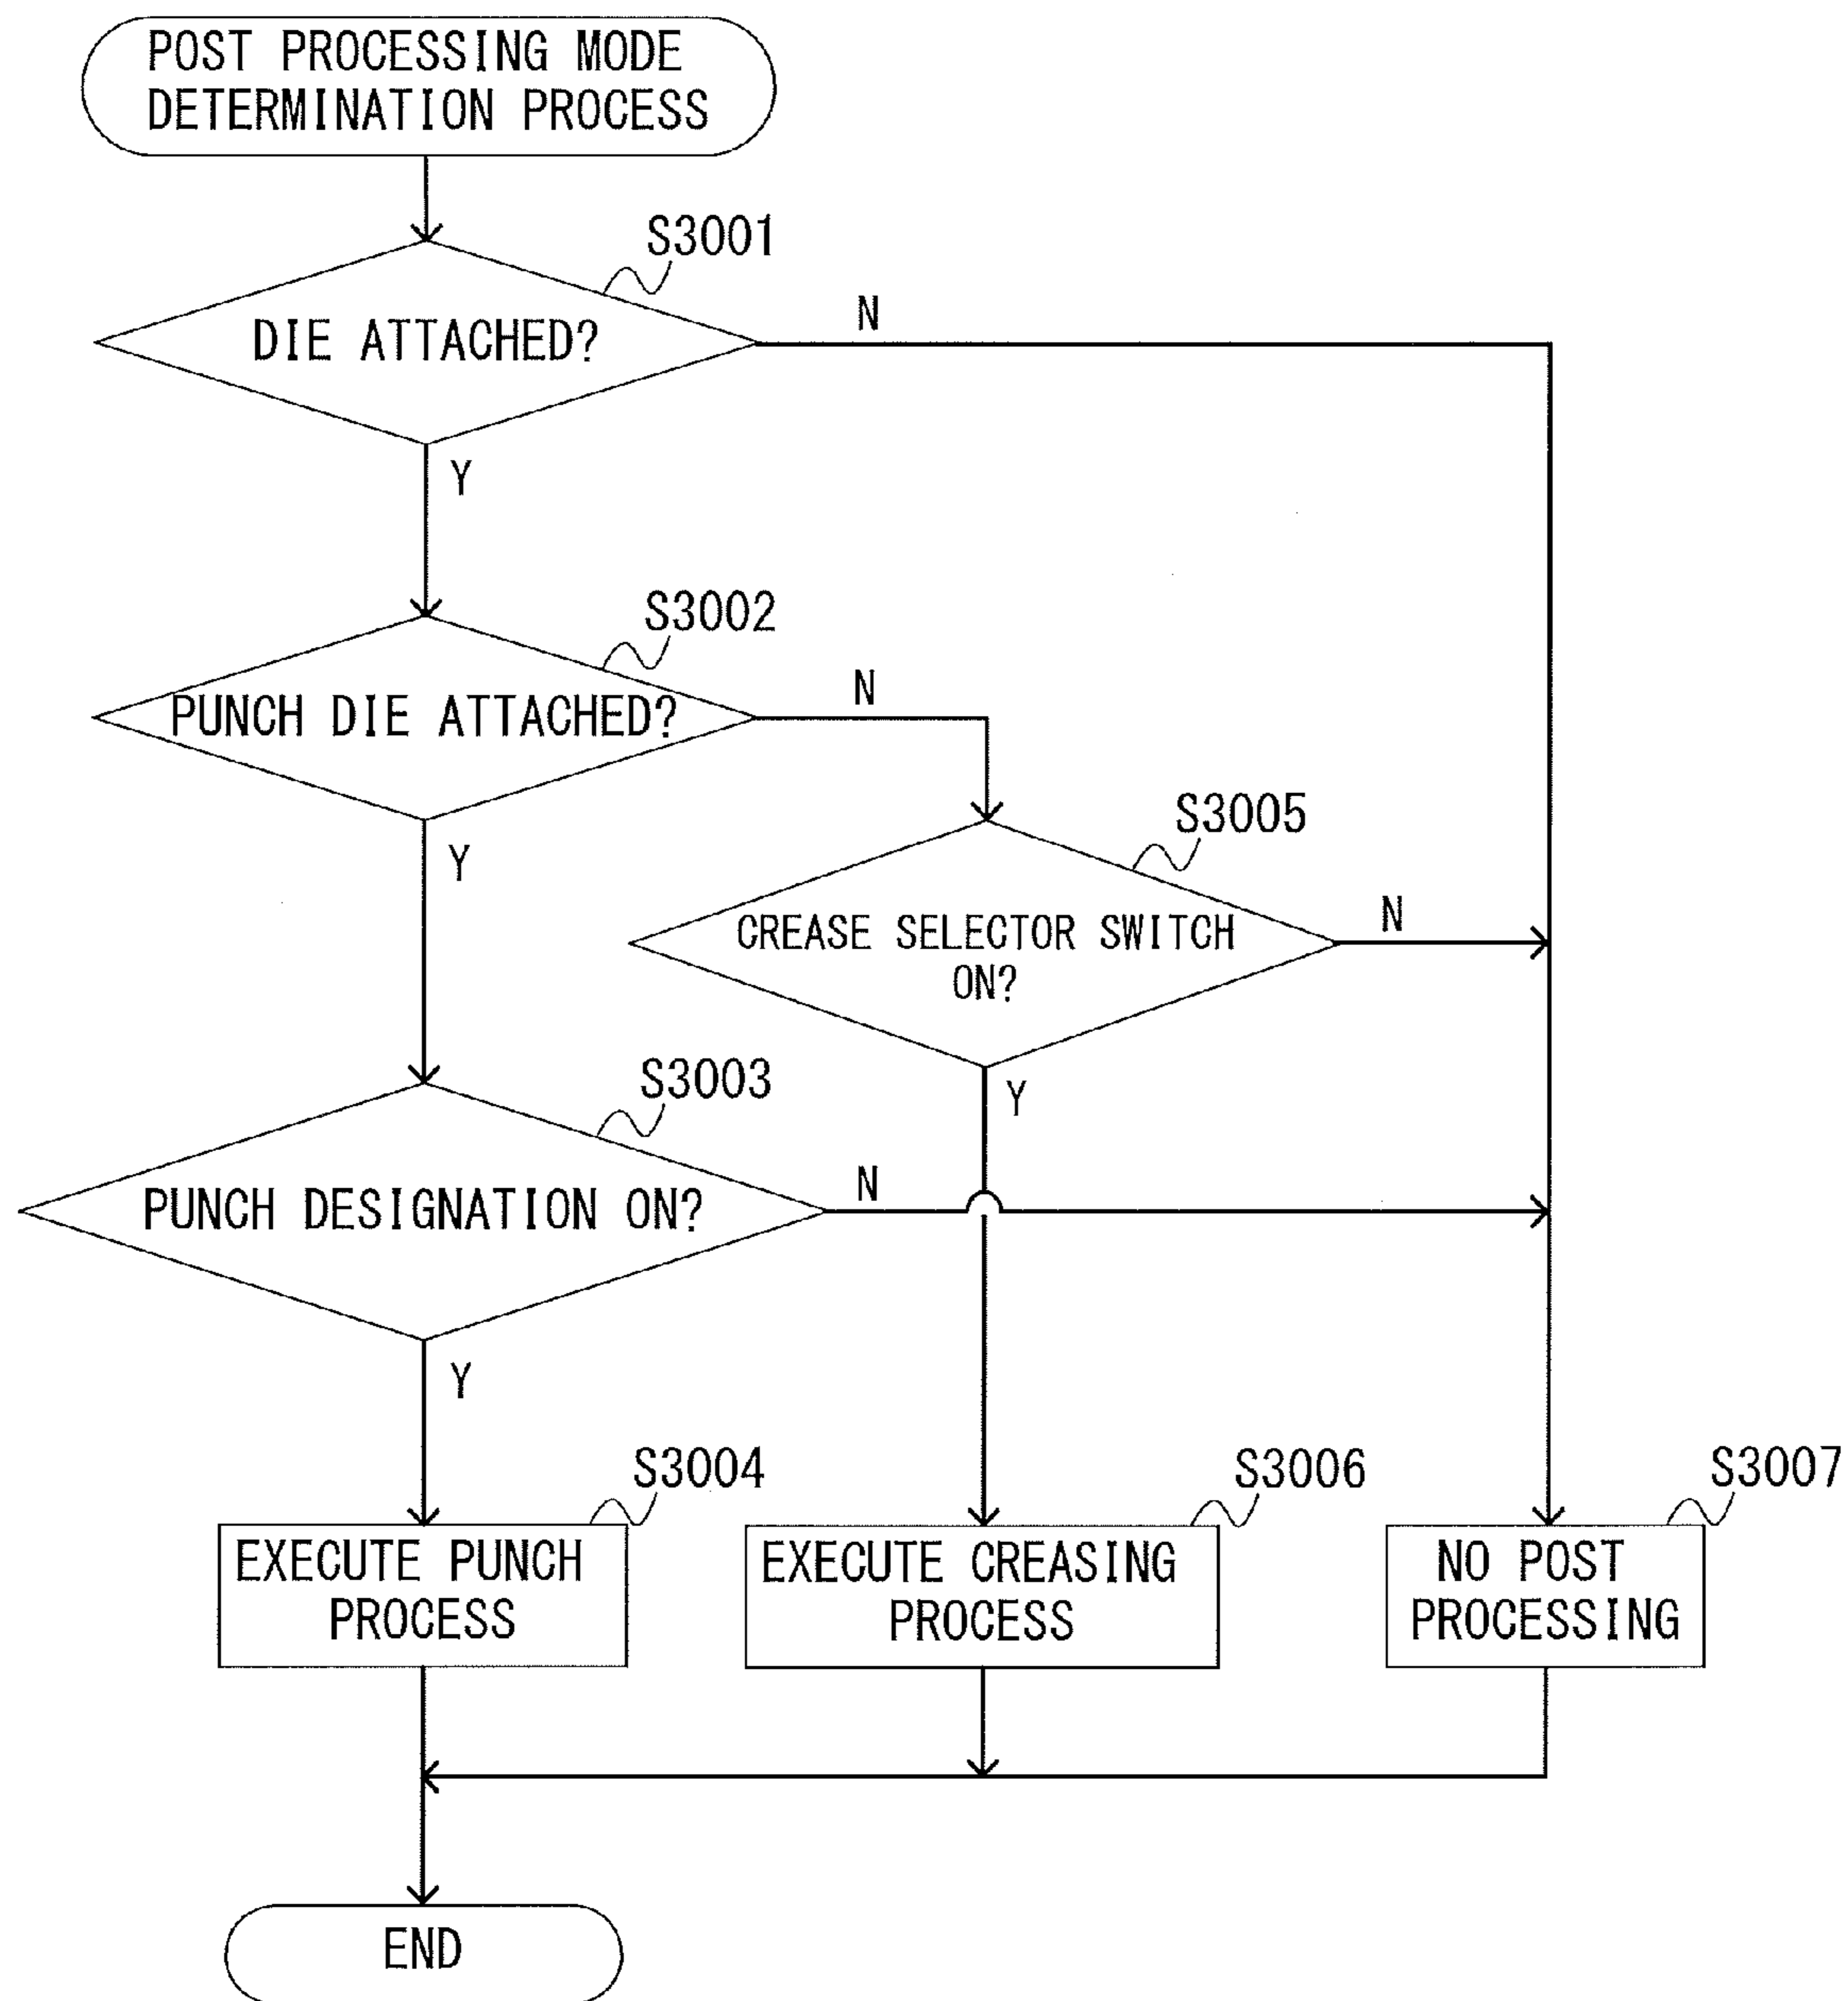 POST PROCESSING MODE
DETERMINATION PROCESS
S3001
DIE ATTACHED?
N
Y
S3002
PUNCH DIE ATTACHED?
N
Y
S3005
CREASE SELECTOR SWITCH
ON?
N
Y
S3003
PUNCH DESIGNATION ON?
N
Y
S3004
EXECUTE PUNCH
PROCESS
S3006
EXECUTE CREASING
PROCESS
S3007
NO POST
PROCESSING
END